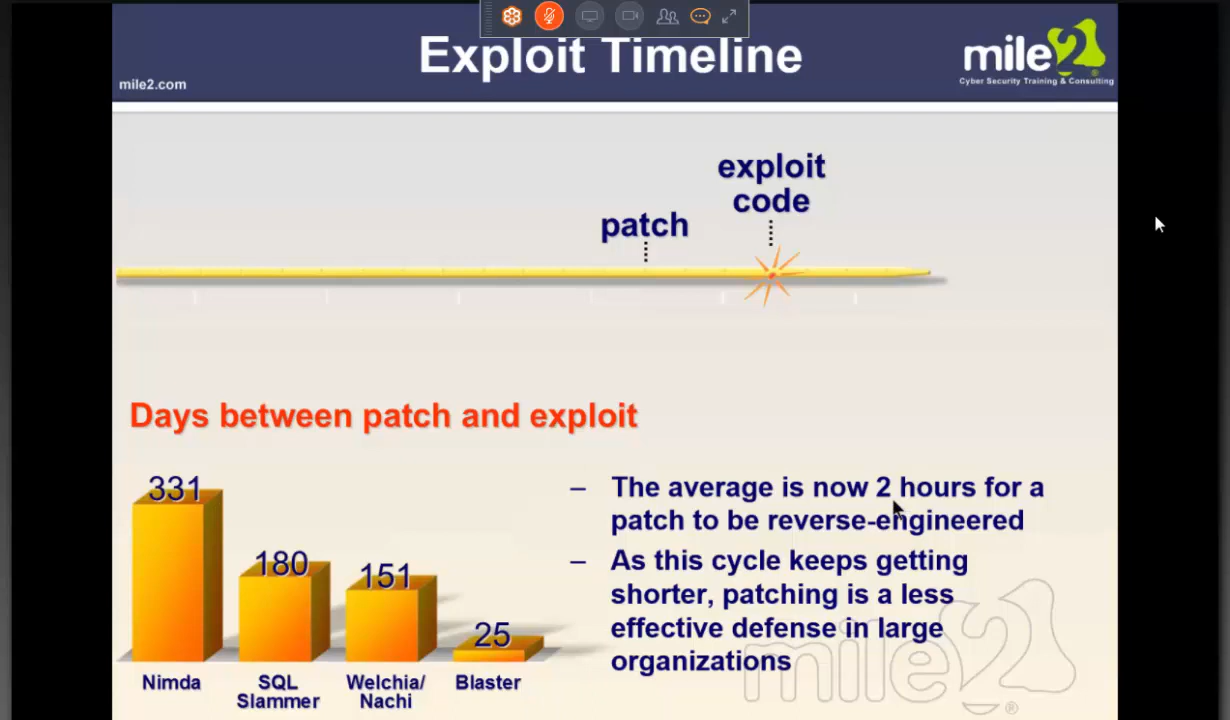 Exploit Timeline
mile2
Cyber Security Training & Consulting
mile2.com
exploit
code
patch
Days between patch and exploit
331
180
151
25
Nimda
SQL
Slammer
Welchia/
Nachi
Blaster
– The average is now 2 hours for a
patch to be reverse-engineered
– As this cycle keeps getting
shorter, patching is a less
effective defense in large
organizations
mile2